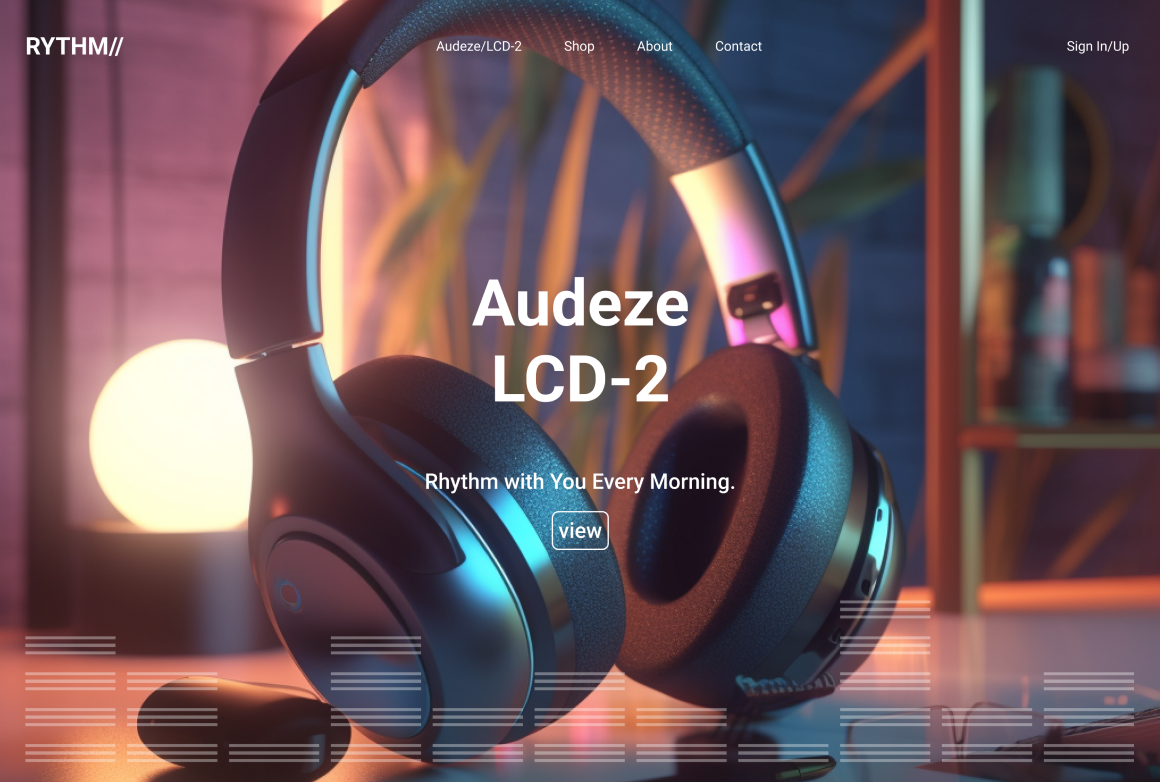 RYTHM//
Audeze/LCD-2
Shop
About
Contact
Sign In/Up
Audeze
LCD-2
Rhythm with You Every Morning.
view